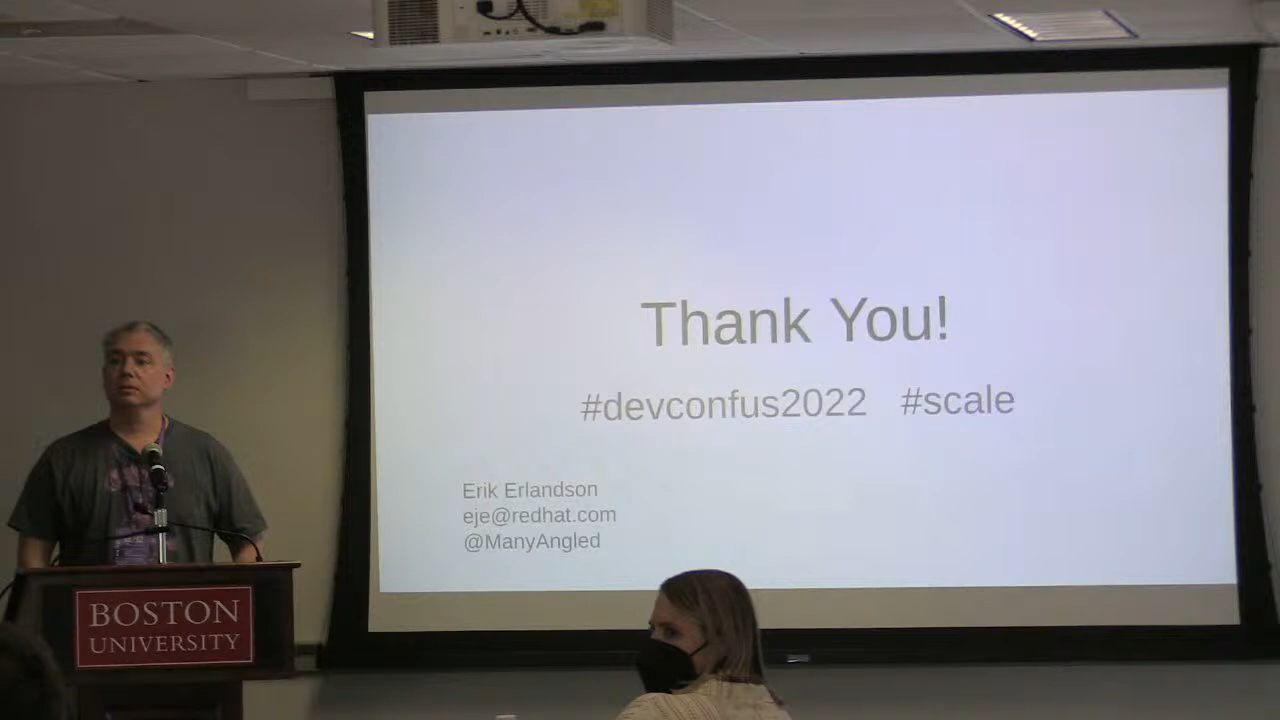 Thank You!
#devconfus2022 #scale
Erik Erlandson
eje@redhat.com
@ManyAngled
BOSTON
UNIVERSITY